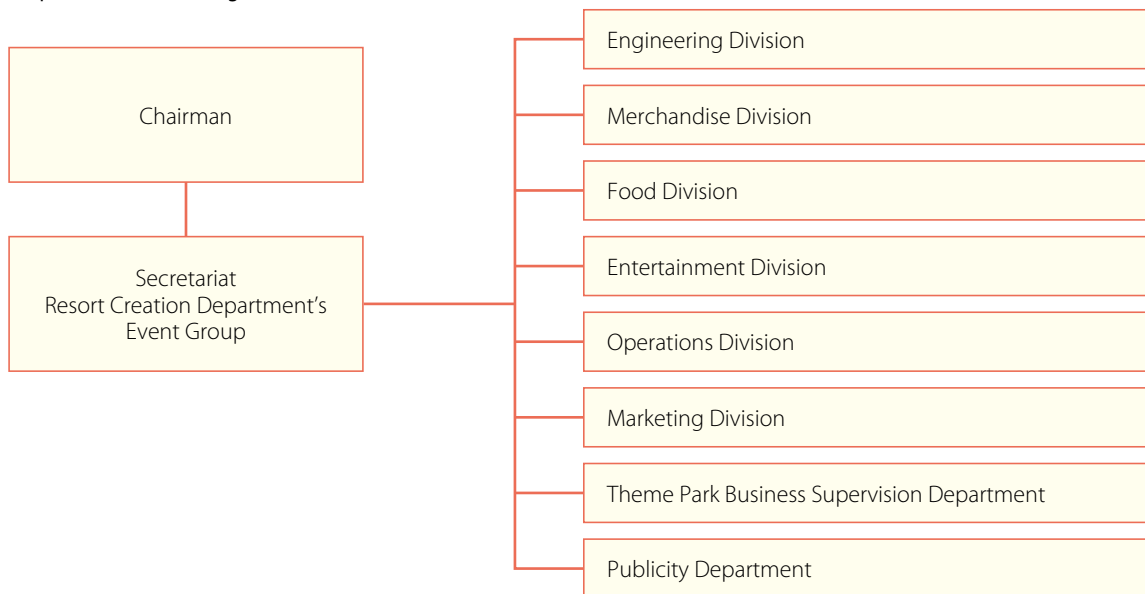 Chairman
Secretariat
Resort Creation Department's
Event Group
Engineering Division
Merchandise Division
Food Division
Entertainment Division
Operations Division
Marketing Division
Theme Park Business Supervision Department
Publicity Department